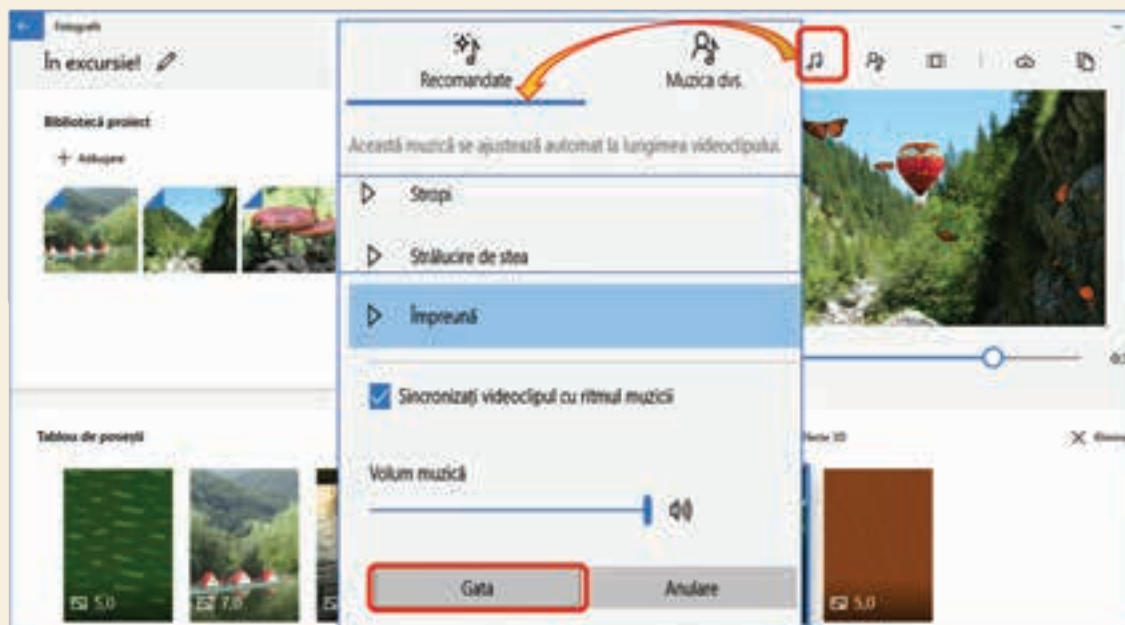 Fotografii
În excursie!
Bibliotecă proiect
+ Adăugare
Recomandate
Muzica dvs.
Această muzică se ajustează automat la lungimea videoclipului.
Stropi
Strălucire de stea
Împreună
Sincronizați videoclipul cu ritmul muzicii
Volum muzică
Gata
Anulare
Tablou de povești
5,0
7,0
3D
5,0